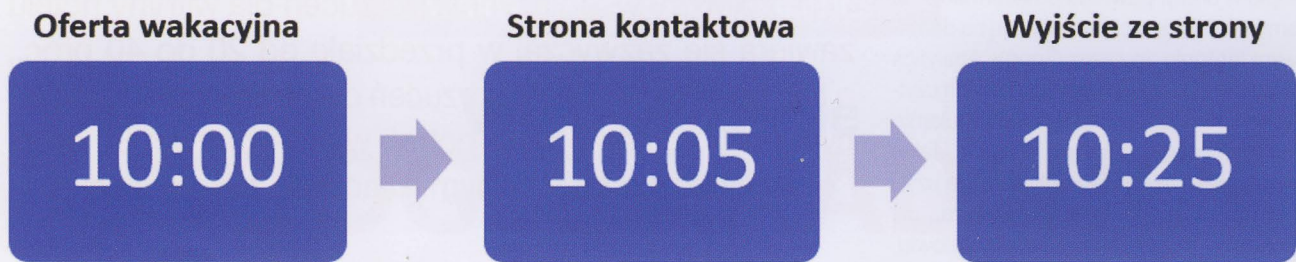 Oferta wakacyjna
Strona kontaktowa
Wyjście ze strony
10:00
10:05
10:25